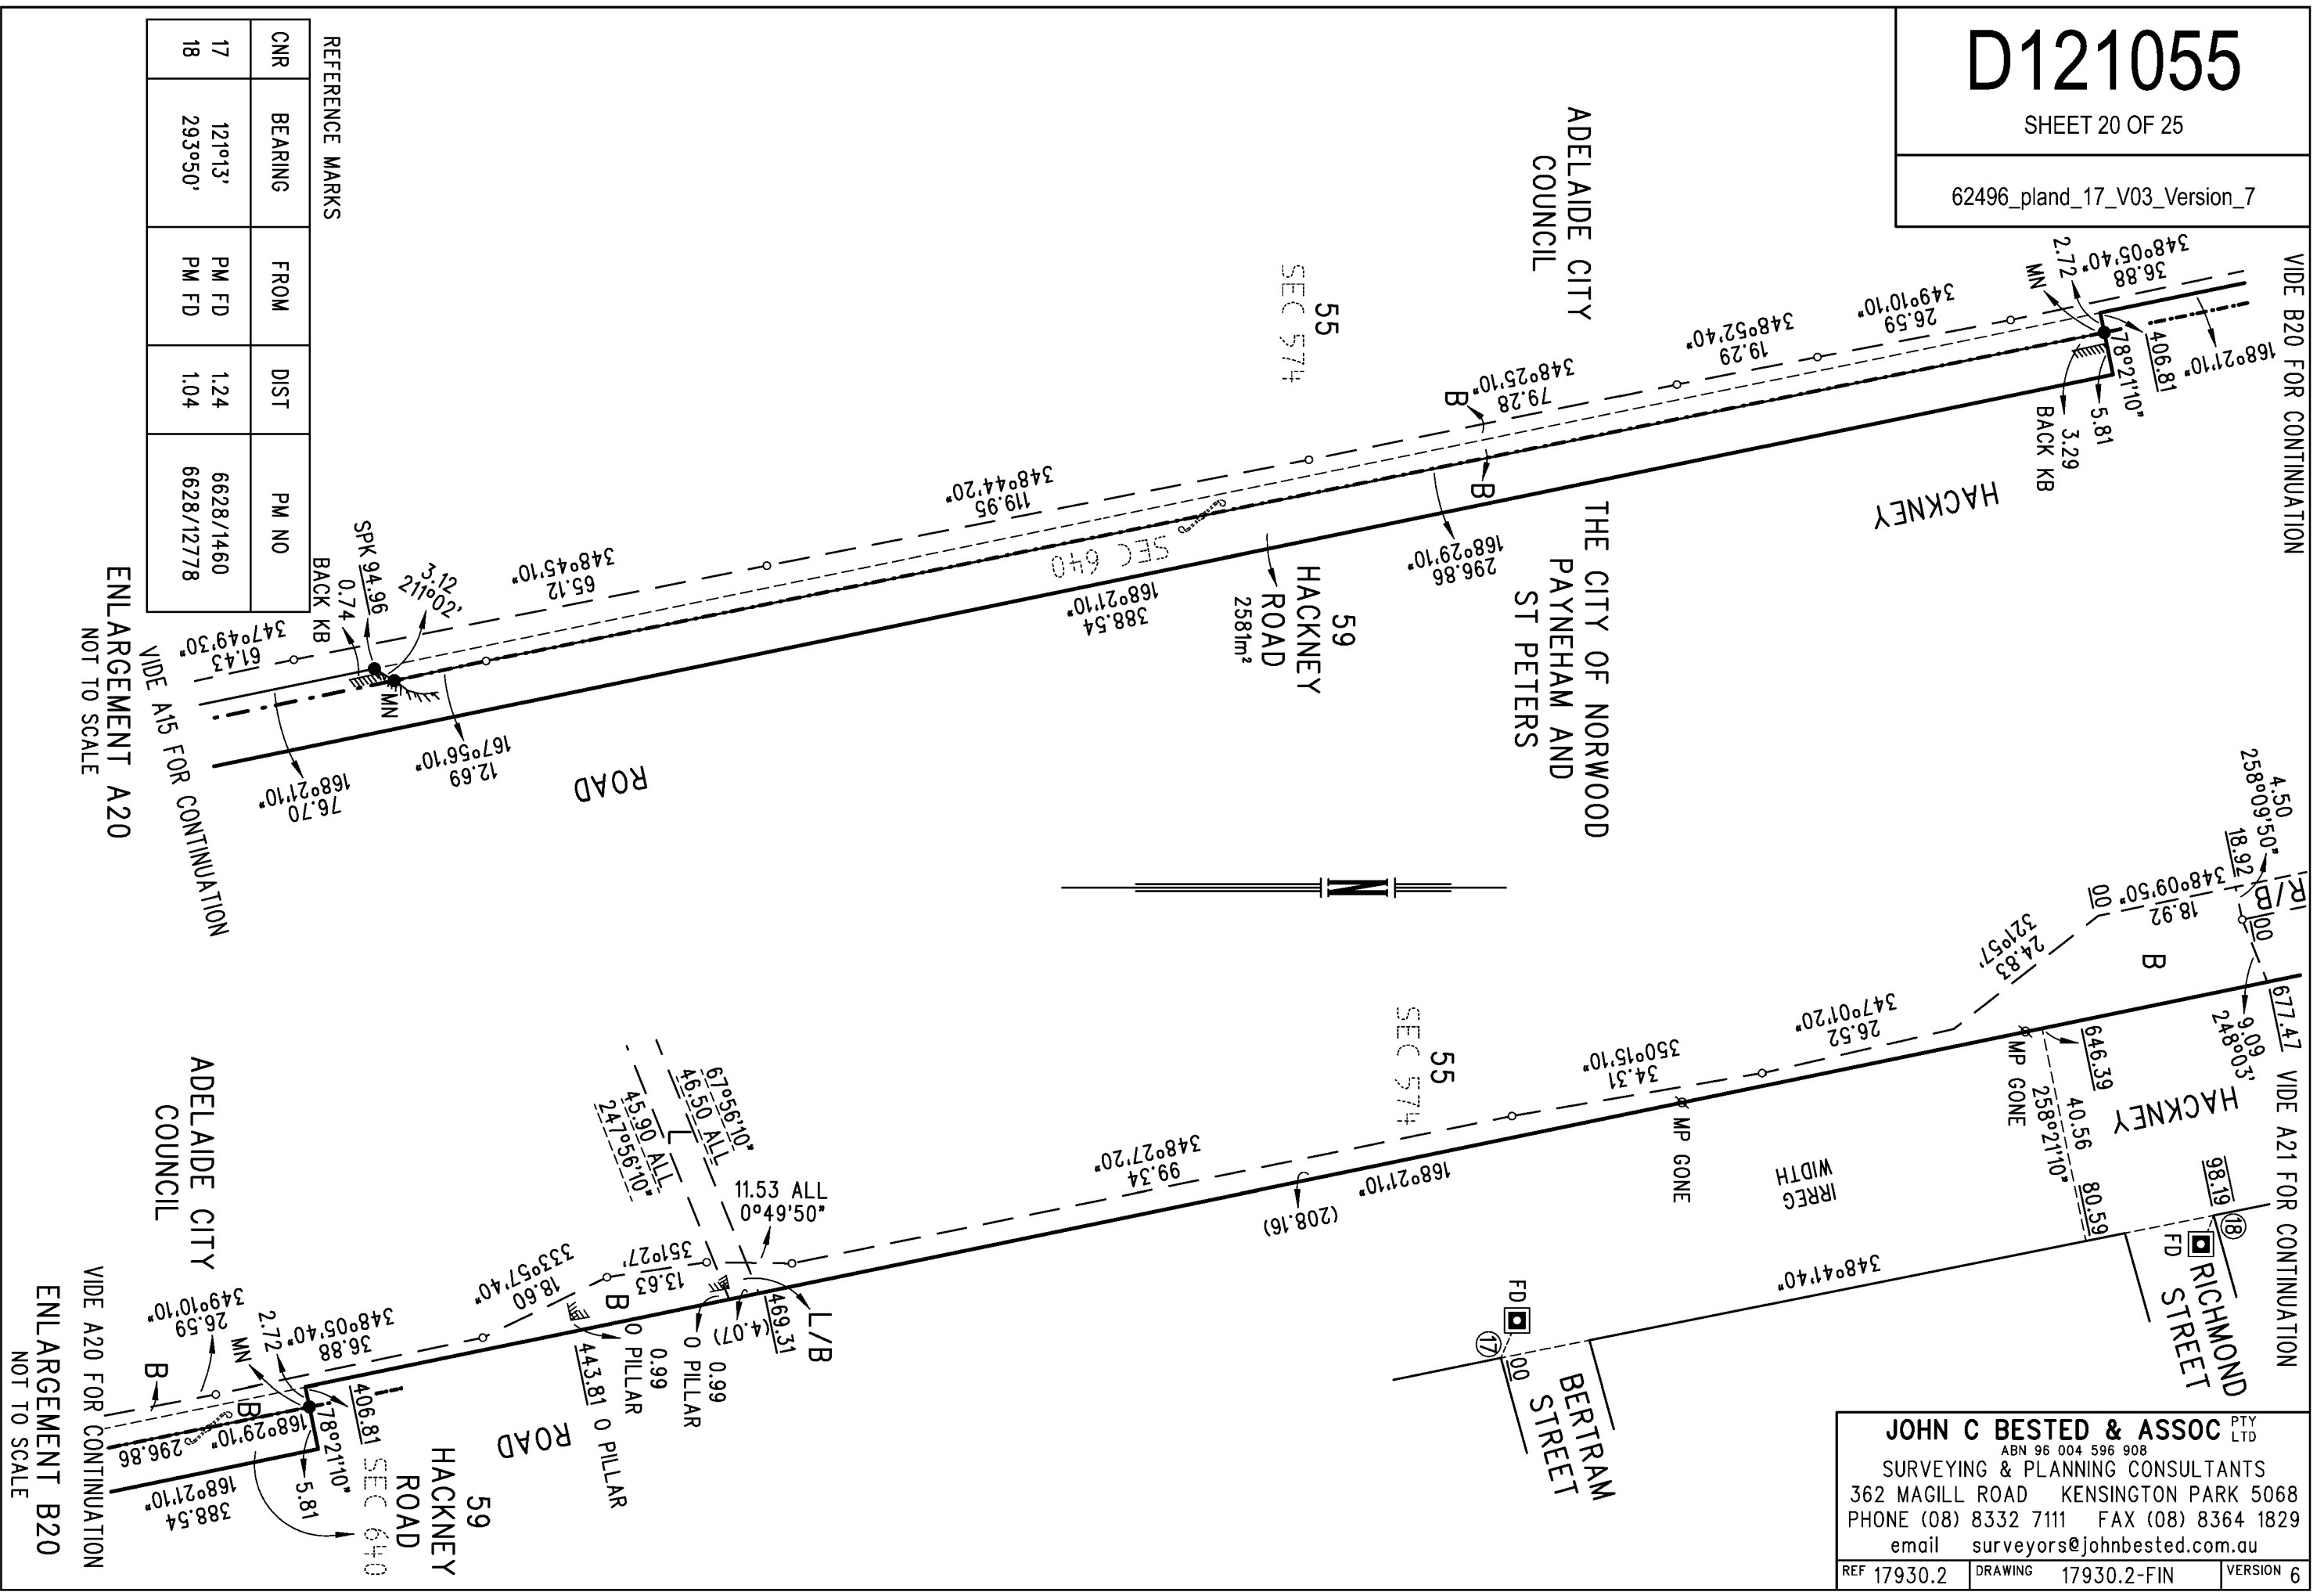 D121055
SHEET 20 OF 25
62496_pland_17_V03_Version_7
REFERENCE MARKS
CNR BEARING FROM DIST PM NO
17 121°13' PM FD 1.24 6628/1460
18 293°50' PM FD 1.04 6628/12778
ADELAIDE CITY
COUNCIL
55
SEC 574
VIDE B20 FOR CONTINUATION
348°05'40"
36.88
2.72
MN
406.81
78°21'10"
168°21'10"
5.81
3.29
BACK KB
349°10'10"
26.59
348°52'40"
19.29
348°25'10"
79.28
B
B
348°44'20"
119.95
348°45'10"
65.12
347°49'30"
61.43
HACKNEY
ROAD
THE CITY OF NORWOOD
PAYNEHAM AND
ST PETERS
296.86
168°29'10"
SEC 640
59
HACKNEY
ROAD
2581m²
388.54
168°21'10"
3.12
211°02'
SPK 94.96
0.74
BACK KB
MN
12.69
167°56'10"
76.70
168°21'10"
VIDE A15 FOR CONTINUATION
ENLARGEMENT A20
NOT TO SCALE
N
4.50
258°09'50"
18.92
R/B
00
348°09'50"
18.92
00
321°57'
24.83
B
677.47
9.09
248°03'
VIDE A21 FOR CONTINUATION
HACKNEY
646.39
MP GONE
40.56
258°21'10"
80.59
98.19
18
FD
RICHMOND
STREET
347°01'20"
26.52
350°15'10"
34.31
MP GONE
IRREG
WIDTH
348°41'40"
55
SEC 574
348°27'20"
99.34
168°21'10"
(208.16)
FD
17
00
BERTRAM
STREET
67°56'10"
46.50 ALL
L
45.90 ALL
247°56'10"
11.53 ALL
0°49'50"
L/B
469.31
(4.07)
351°27'
13.63
333°57'40"
18.60
B
0.99
0 PILLAR
0.99
0 PILLAR
443.81 0 PILLAR
ROAD
ADELAIDE CITY
COUNCIL
349°10'10"
26.59
348°05'40"
36.88
2.72
MN
B
B
406.81
78°21'10"
5.81
168°29'10"
296.86
388.54
168°21'10"
SEC 640
59
HACKNEY
ROAD
VIDE A20 FOR CONTINUATION
ENLARGEMENT B20
NOT TO SCALE
JOHN C BESTED & ASSOC PTY LTD
ABN 96 004 596 908
SURVEYING & PLANNING CONSULTANTS
362 MAGILL ROAD KENSINGTON PARK 5068
PHONE (08) 8332 7111 FAX (08) 8364 1829
email surveyors@johnbested.com.au
REF 17930.2 DRAWING 17930.2-FIN VERSION 6